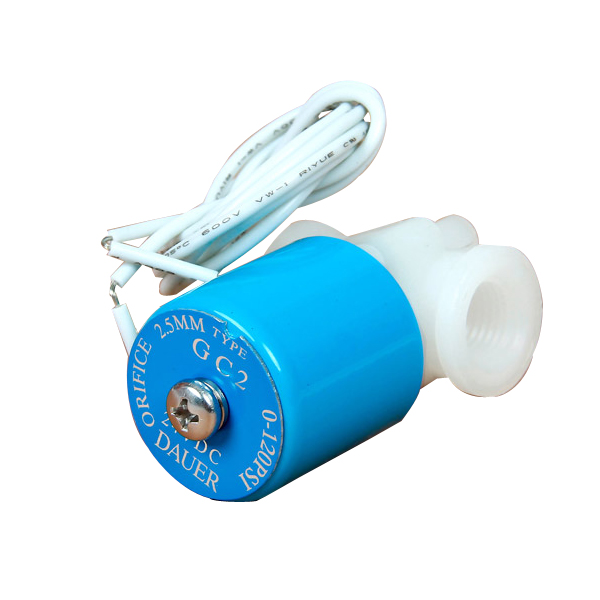 ORIFICE 2.5MM TYPE
GC2
DC
DAUER
0-120PSI
600V VW-1 RIYUE